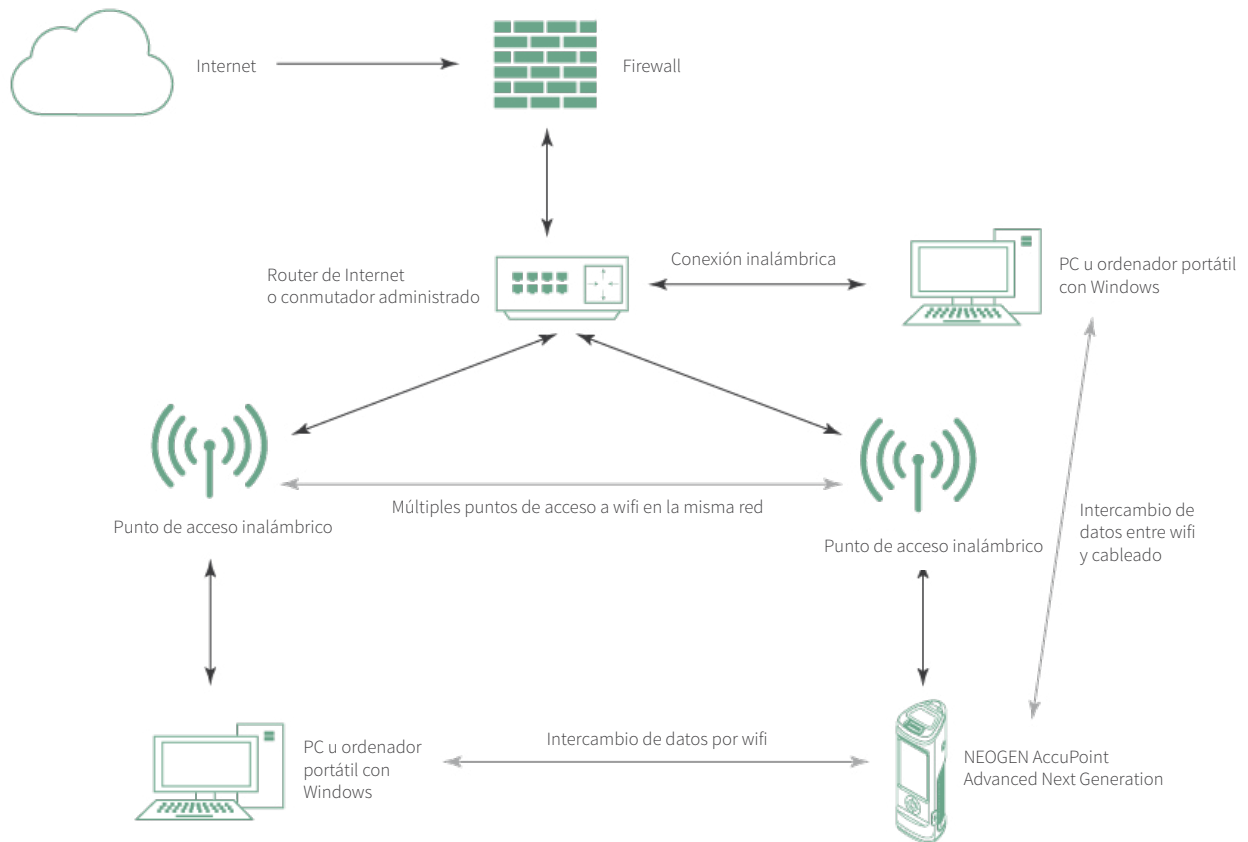 Internet
Firewall
Router de Internet
o conmutador administrado
Conexión inalámbrica
PC u ordenador portátil
con Windows
Múltiples puntos de acceso a wifi en la misma red
Punto de acceso inalámbrico
Punto de acceso inalámbrico
Intercambio de
datos entre wifi
y cableado
PC u ordenador
portátil con
Windows
Intercambio de datos por wifi
NEOGEN AccuPoint
Advanced Next Generation